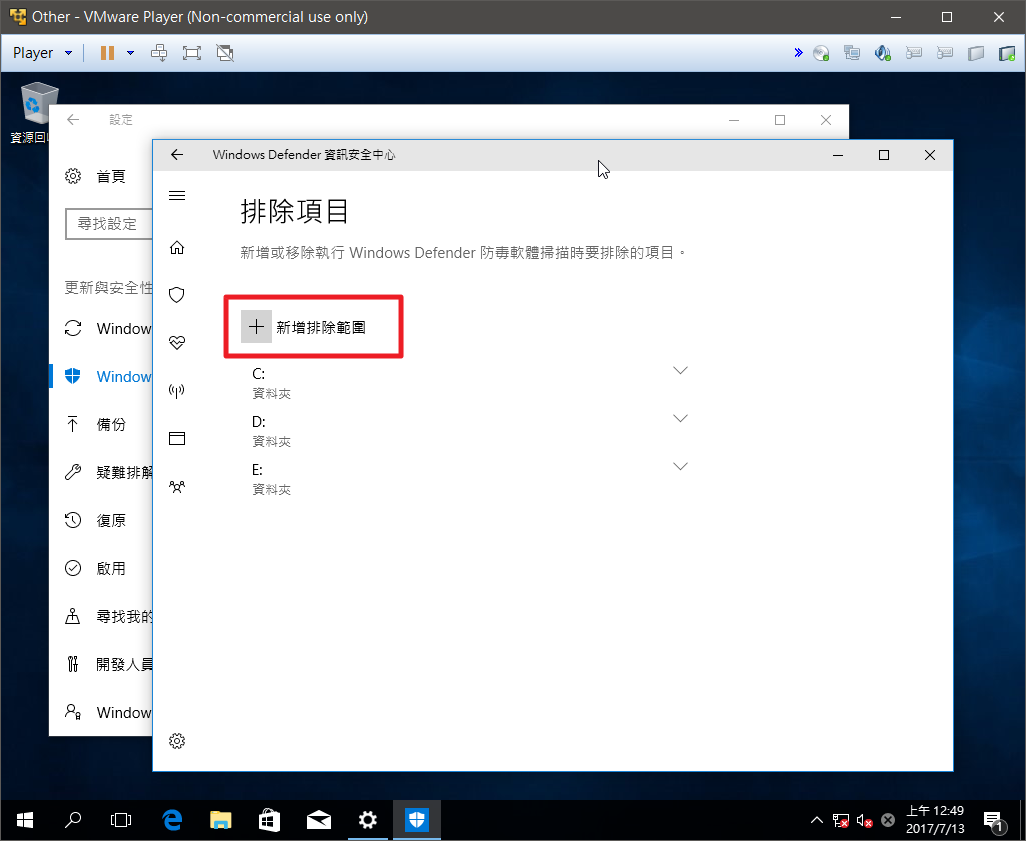 Other - VMware Player (Non-commercial use only)
Player
資源回
設定
首頁
尋找設定
更新與安全性
Window
Window
備份
疑難排解
復原
啟用
尋找我的
開發人員
Window
Windows Defender 資訊安全中心
排除項目
新增或移除執行 Windows Defender 防毒軟體掃描時要排除的項目。
新增排除範圍
C:
資料夾
D:
資料夾
E:
資料夾
上午 12:49
2017/7/13
1